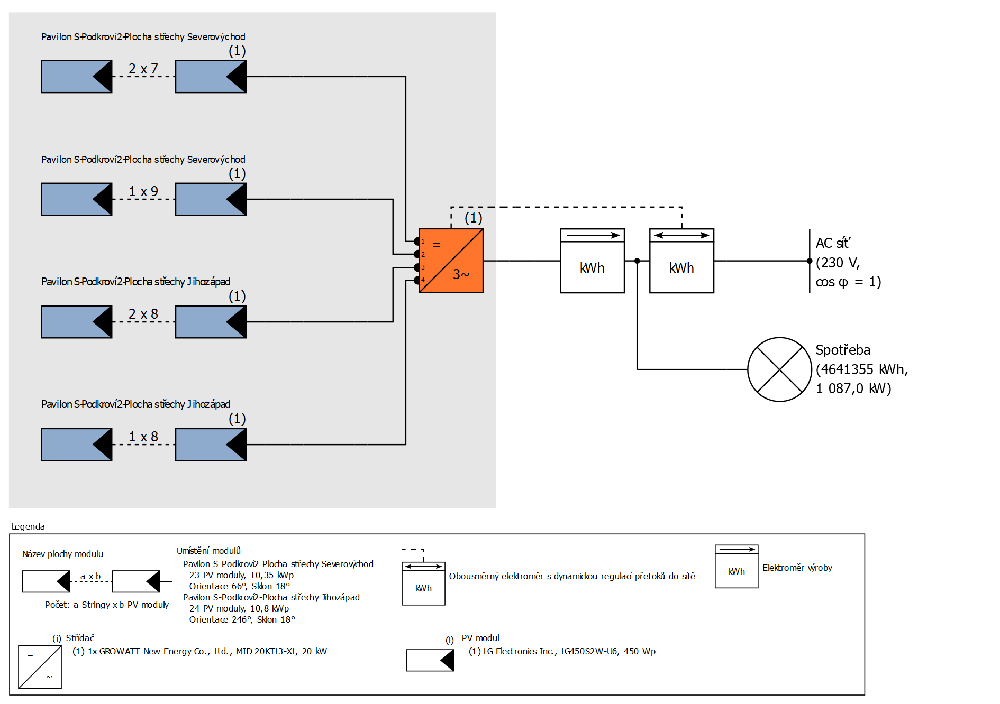 Pavilon S-Podkroví2-Plocha střechy Severovýchod
(1)
2 x 7
Pavilon S-Podkroví2-Plocha střechy Severovýchod
(1)
1 x 9
(1)
1
=
2
3
3~
4
kWh
kWh
AC síť
(230 V,
cos φ = 1)
Pavilon S-Podkroví2-Plocha střechy Jihozápad
(1)
2 x 8
Spotřeba
(4641355 kWh,
1 087,0 kW)
Pavilon S-Podkroví2-Plocha střechy Jihozápad
(1)
1 x 8
Legenda
Název plochy modulu
a x b
Počet: a Stringy x b PV moduly
Umístění modulů
Pavilon S-Podkroví2-Plocha střechy Severovýchod
23 PV moduly, 10,35 kWp
Orientace 66°, Sklon 18°
Pavilon S-Podkroví2-Plocha střechy Jihozápad
24 PV moduly, 10,8 kWp
Orientace 246°, Sklon 18°
kWh
Obousměrný elektroměr s dynamickou regulací přetoků do sítě
kWh
Elektroměr výroby
(i) Střídač
(1) 1x GROWATT New Energy Co., Ltd., MID 20KTL3-XL, 20 kW
=
~
(i) PV modul
(1) LG Electronics Inc., LG450S2W-U6, 450 Wp